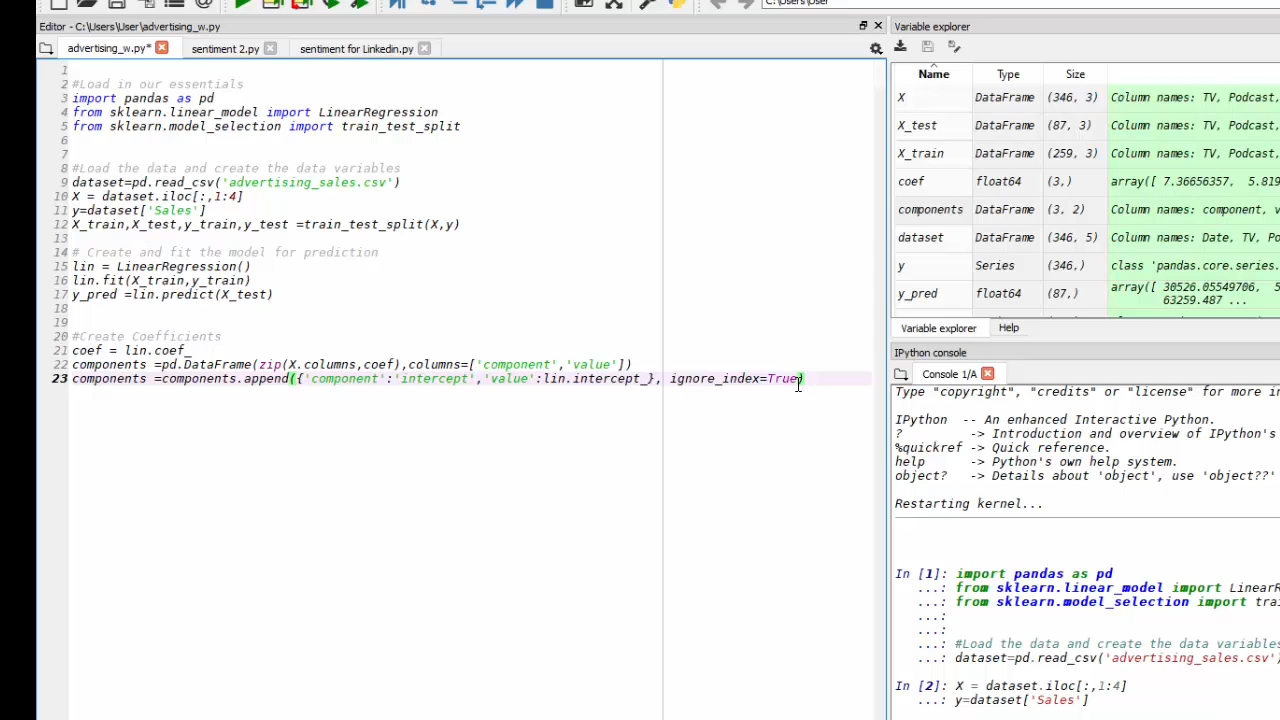 C:\Users\User
Editor - C:\Users\User\advertising_w.py
advertising_w.py*
sentiment 2.py
sentiment for Linkedin.py
1
2 #Load in our essentials
3 import pandas as pd
4 from sklearn.linear_model import LinearRegression
5 from sklearn.model_selection import train_test_split
6
7
8 #Load the data and create the data variables
9 dataset=pd.read_csv('advertising_sales.csv')
10 X = dataset.iloc[:,1:4]
11 y=dataset['Sales']
12 X_train,X_test,y_train,y_test =train_test_split(X,y)
13
14 # Create and fit the model for prediction
15 lin = LinearRegression()
16 lin.fit(X_train,y_train)
17 y_pred =lin.predict(X_test)
18
19
20 #Create Coefficients
21 coef = lin.coef_
22 components =pd.DataFrame(zip(X.columns,coef),columns=['component','value'])
23 components =components.append({'component':'intercept','value':lin.intercept_}, ignore_index=True)
Variable explorer
Name Type Size
X DataFrame (346, 3) Column names: TV, Podcast,
X_test DataFrame (87, 3) Column names: TV, Podcast,
X_train DataFrame (259, 3) Column names: TV, Podcast,
coef float64 (3,) array([ 7.36656357, 5.819
components DataFrame (3, 2) Column names: component, v
dataset DataFrame (346, 5) Column names: Date, TV, Po
y Series (346,) class 'pandas.core.series.
y_pred float64 (87,) array([ 30526.05549706, 5
63259.487 ...
Variable explorer Help
IPython console
Console 1/A
Type "copyright", "credits" or "license" for more in
IPython -- An enhanced Interactive Python.
? -> Introduction and overview of IPython's
%quickref -> Quick reference.
help -> Python's own help system.
object? -> Details about 'object', use 'object??'
Restarting kernel...
In [1]: import pandas as pd
...: from sklearn.linear_model import LinearR
...: from sklearn.model_selection import trai
...:
...:
...: #Load the data and create the data variables
...: dataset=pd.read_csv('advertising_sales.csv')
In [2]: X = dataset.iloc[:,1:4]
...: y=dataset['Sales']